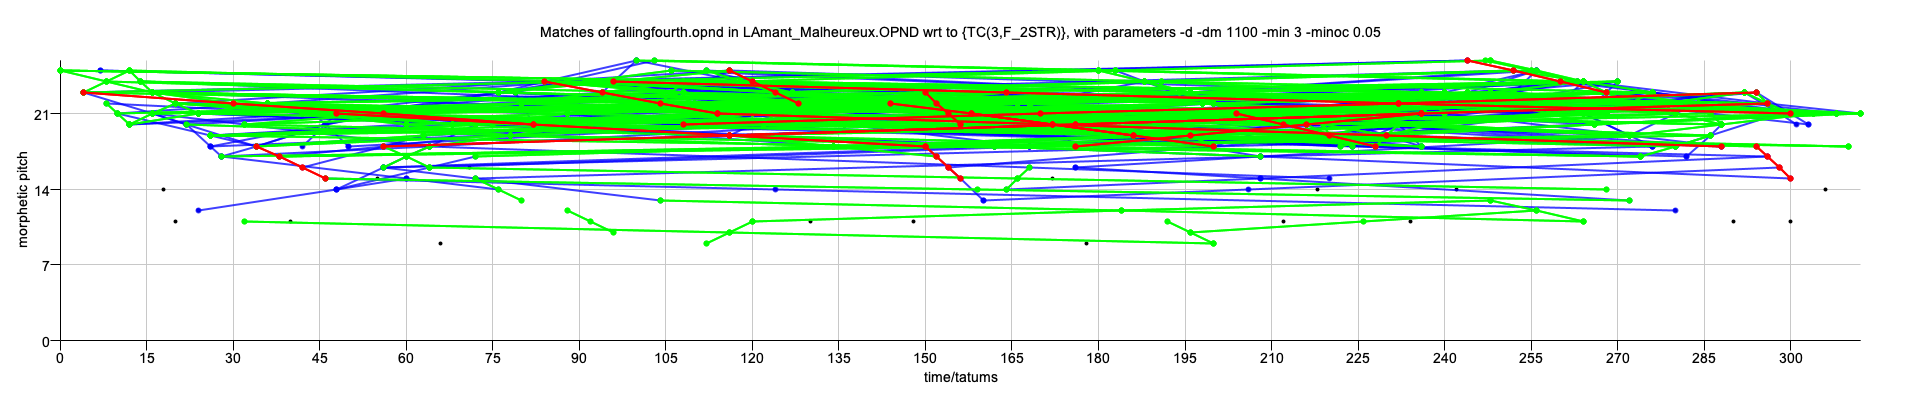 Matches of fallingfourth.opnd in LAmant_Malheureux.OPND wrt to {TC(3,F_2STR)}, with parameters -d -dm 1100 -min 3 -minoc 0.05
morphetic pitch
21
14
7
0
0 15 30 45 60 75 90 105 120 135 150 165 180 195 210 225 240 255 270 285 300
time/tatums